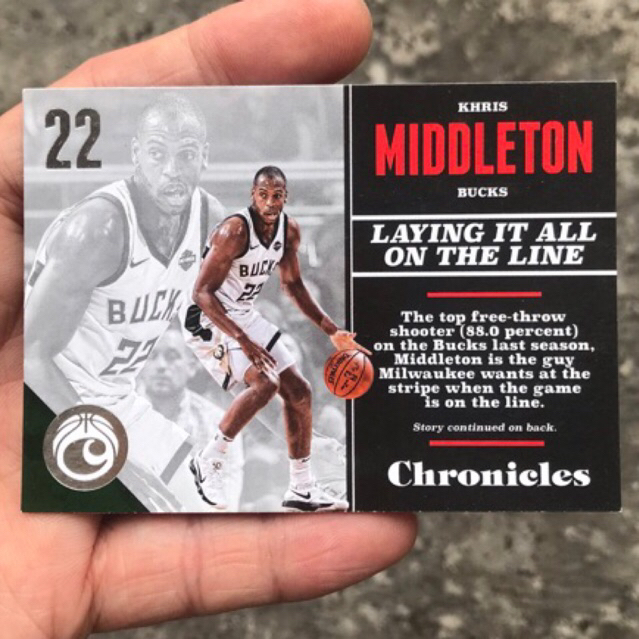 22
KHRIS
MIDDLETON
BUCKS
LAYING IT ALL
ON THE LINE
The top free-throw
shooter (88.0 percent)
on the Bucks last season,
Middleton is the guy
Milwaukee wants at the
stripe when the game
is on the line.
Story continued on back.
Chronicles
BUCKS
22
BUCK
22